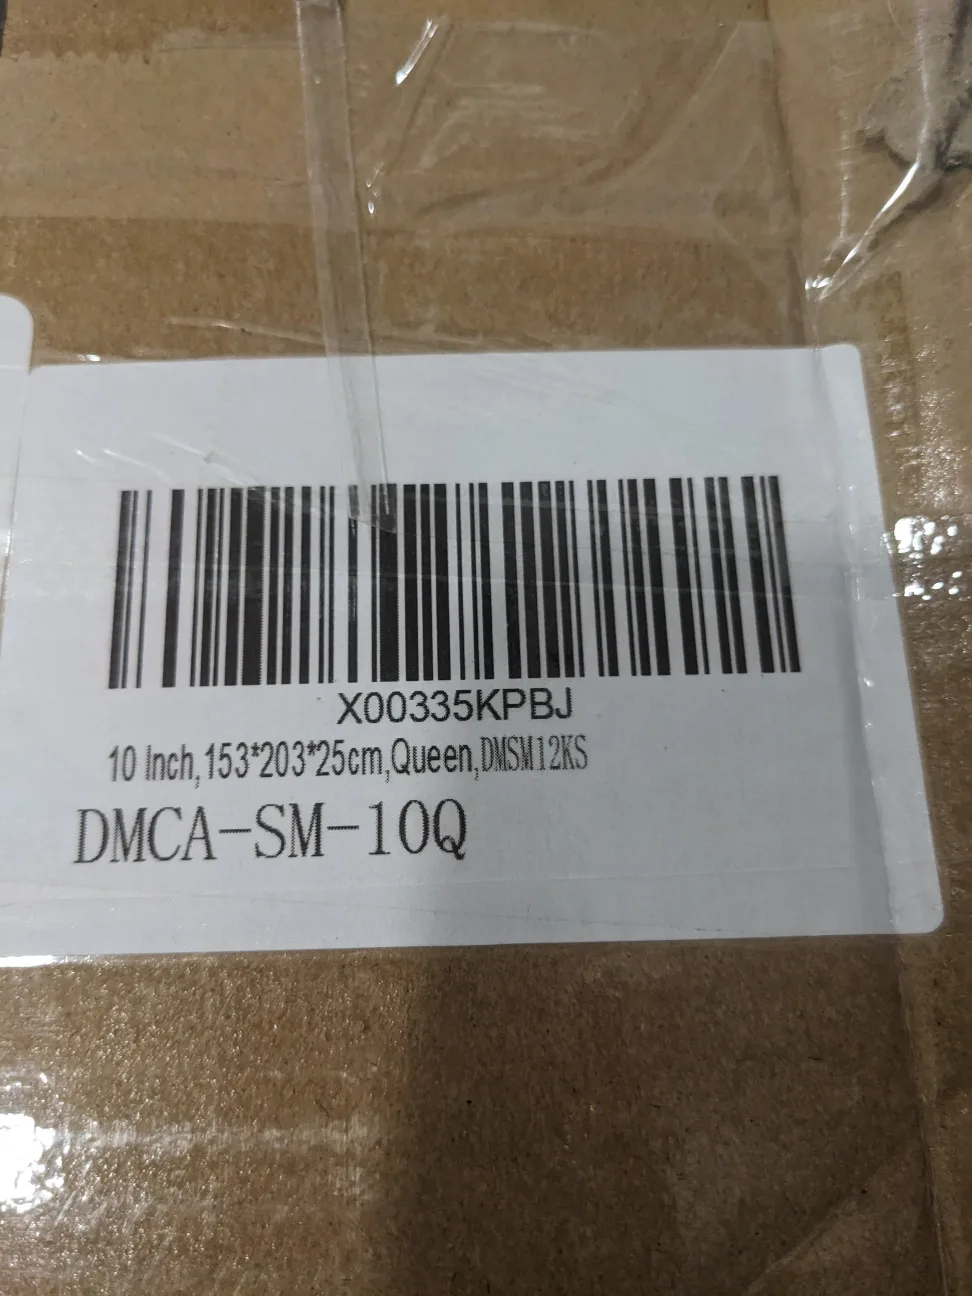 X00335KPBJ
10 Inch,153*203*25cm,Queen,DMSM12KS
DMCA-SM-10Q